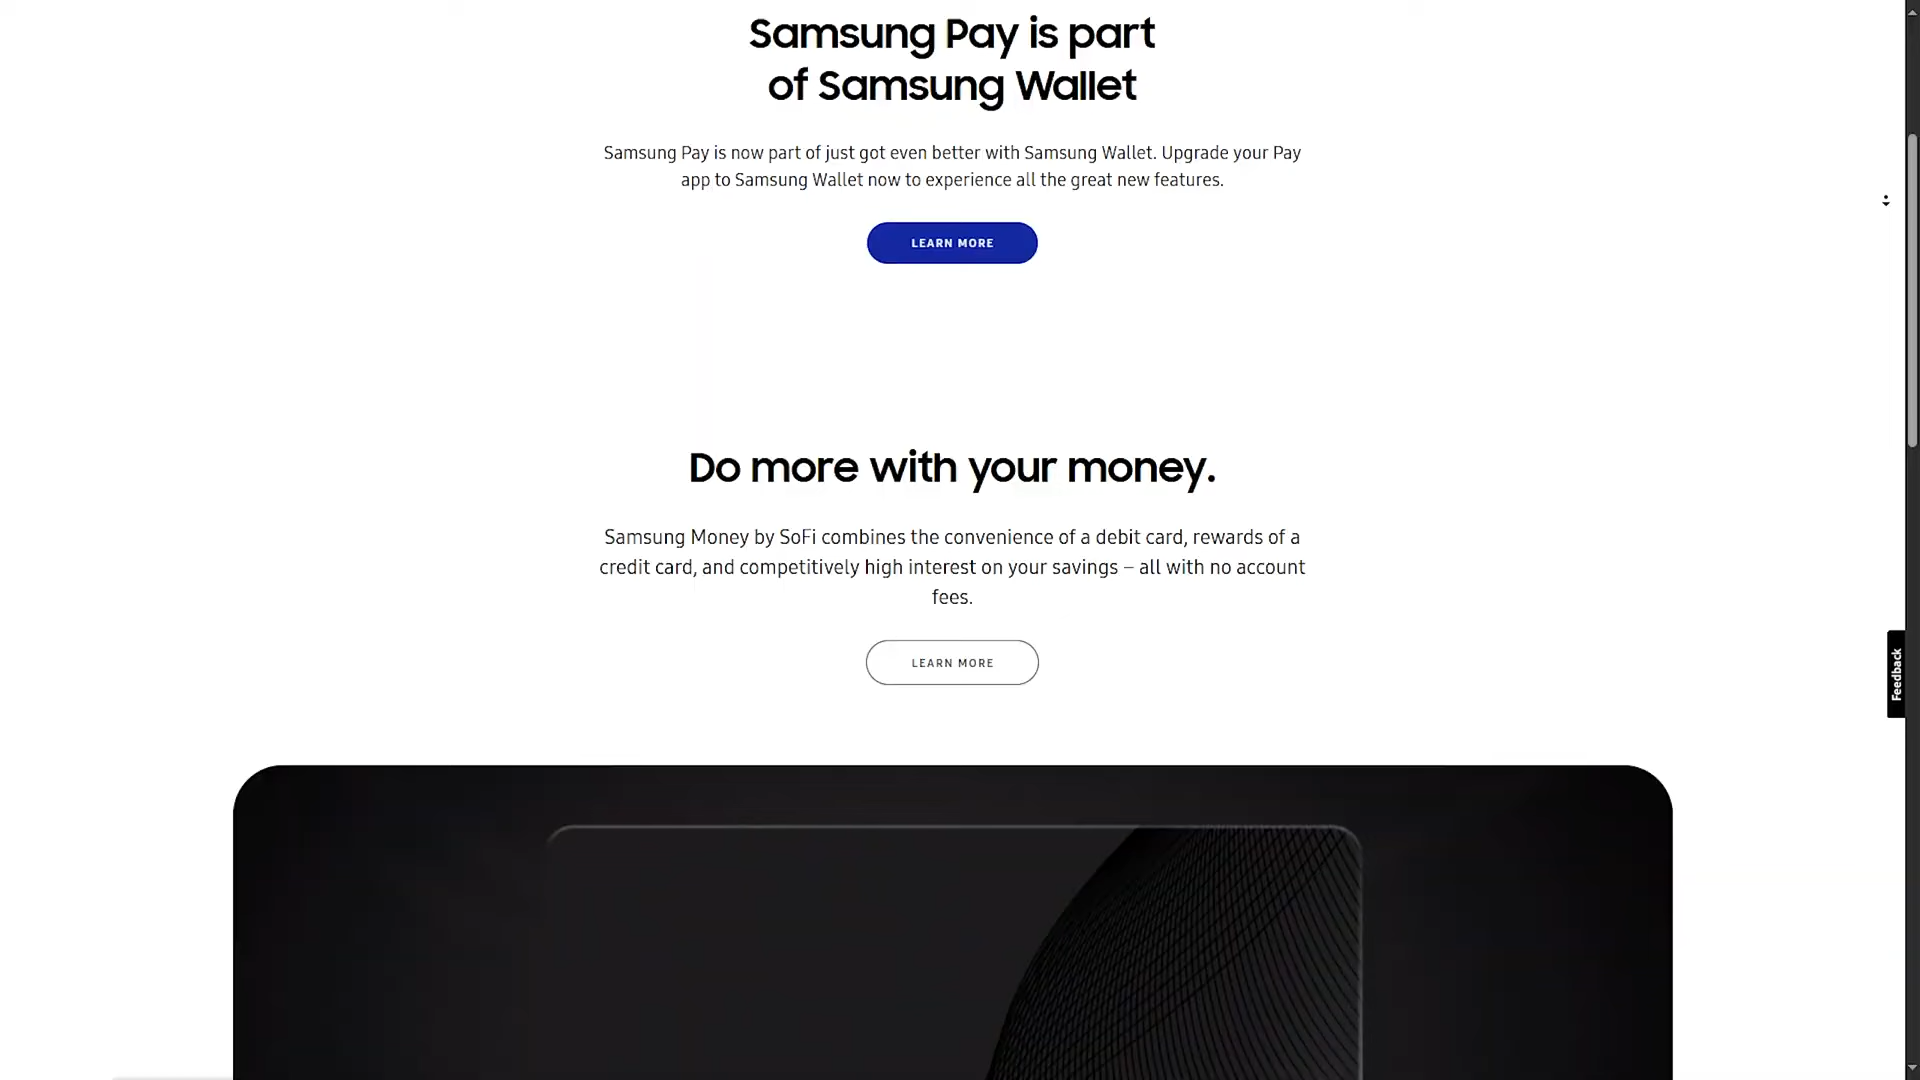 Samsung Pay is part
of Samsung Wallet
Samsung Pay is now part of just got even better with Samsung Wallet. Upgrade your Pay
app to Samsung Wallet now to experience all the great new features.
LEARN MORE
Do more with your money.
Samsung Money by SoFi combines the convenience of a debit card, rewards of a
credit card, and competitively high interest on your savings – all with no account
fees.
LEARN MORE
Feedback